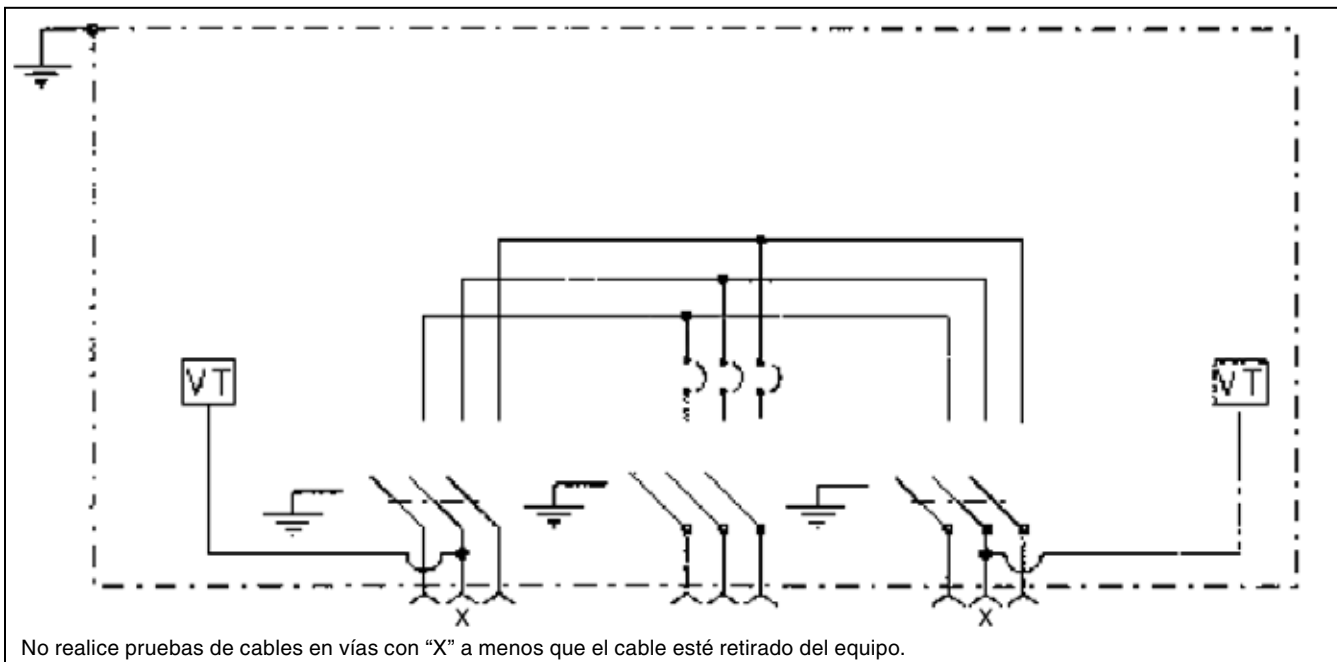 VT
VT
X
X
No realice pruebas de cables en vías con “X” a menos que el cable esté retirado del equipo.